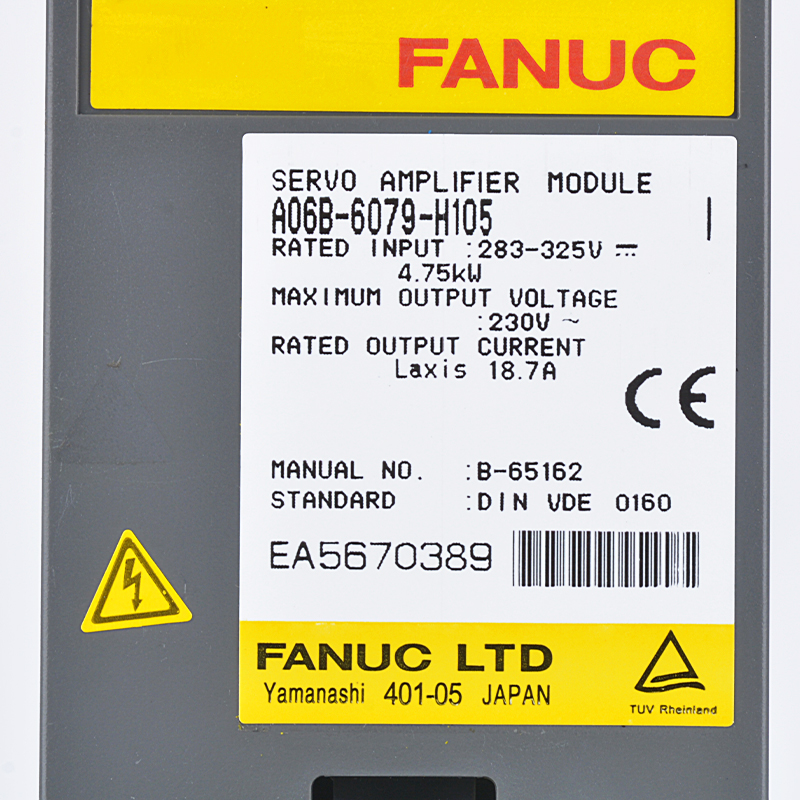 FANUC
SERVO AMPLIFIER MODULE
A06B-6079-H105
RATED INPUT :283-325V ⎓
4.75kW
MAXIMUM OUTPUT VOLTAGE
:230V ~
RATED OUTPUT CURRENT
Laxis 18.7A
CE
MANUAL NO. :B-65162
STANDARD :DIN VDE 0160
EA5670389
FANUC LTD
Yamanashi 401-05 JAPAN
TUV Rheinland